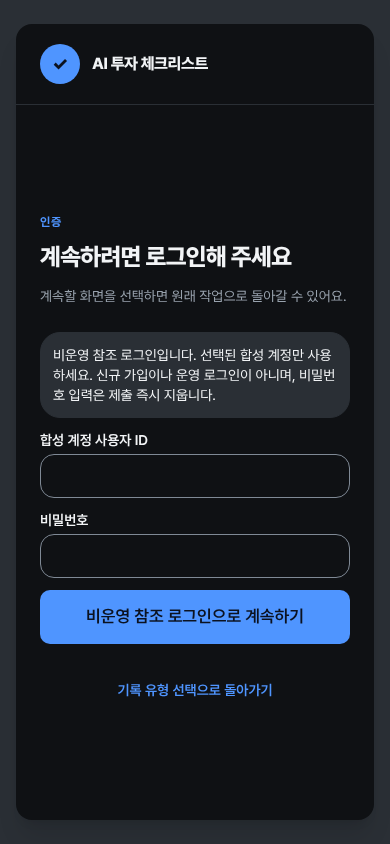 AI 투자 체크리스트
인증
계속하려면 로그인해 주세요
계속할 화면을 선택하면 원래 작업으로 돌아갈 수 있어요.
비운영 참조 로그인입니다. 선택된 합성 계정만 사용
하세요. 신규 가입이나 운영 로그인이 아니며, 비밀번
호 입력은 제출 즉시 지웁니다.
합성 계정 사용자 ID
비밀번호
비운영 참조 로그인으로 계속하기
기록 유형 선택으로 돌아가기